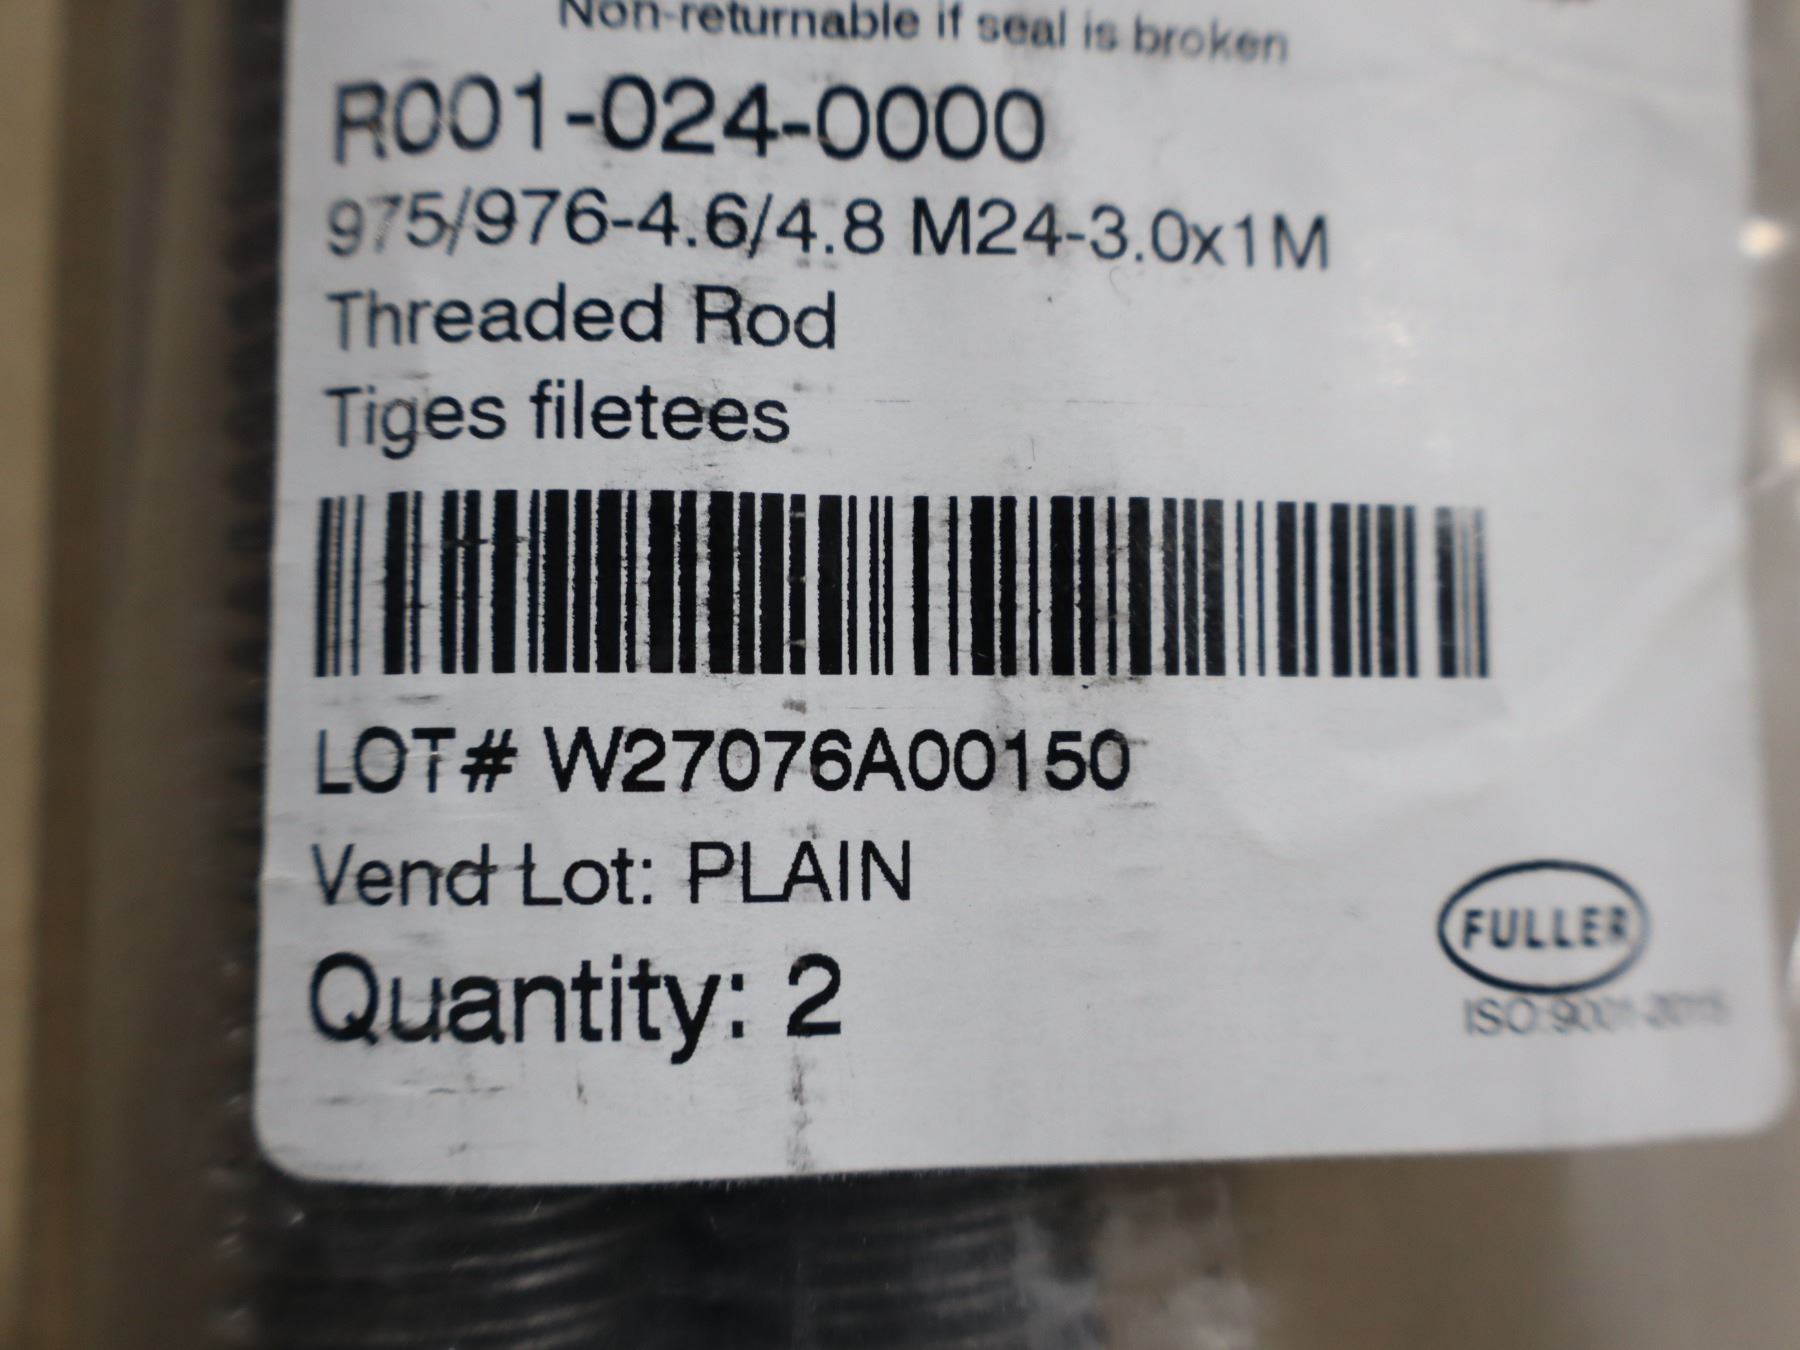 Non-returnable if seal is broken
R001-024-0000
975/976-4.6/4.8 M24-3.0x1M
Threaded Rod
Tiges filetees
LOT# W27076A00150
Vend Lot: PLAIN
Quantity: 2
FULLER
ISO:9001-2015